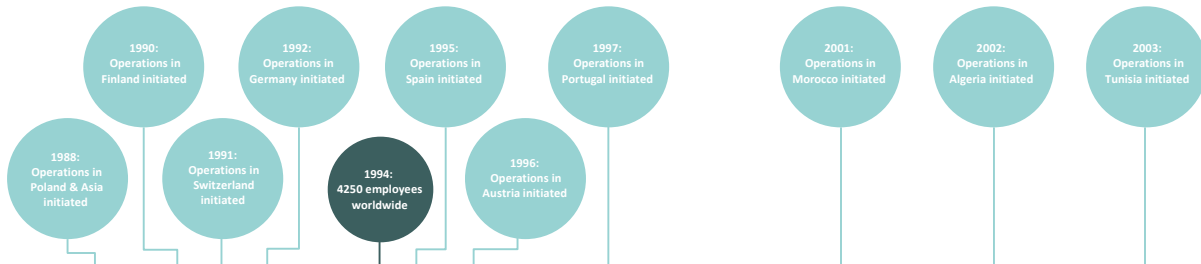 1990:
Operations in
Finland initiated
1992:
Operations in
Germany initiated
1995:
Operations in
Spain initiated
1997:
Operations in
Portugal initiated
2001:
Operations in
Morocco initiated
2002:
Operations in
Algeria initiated
2003:
Operations in
Tunisia initiated
1988:
Operations in
Poland & Asia
initiated
1991:
Operations in
Switzerland
initiated
1994:
4250 employees
worldwide
1996:
Operations in
Austria initiated